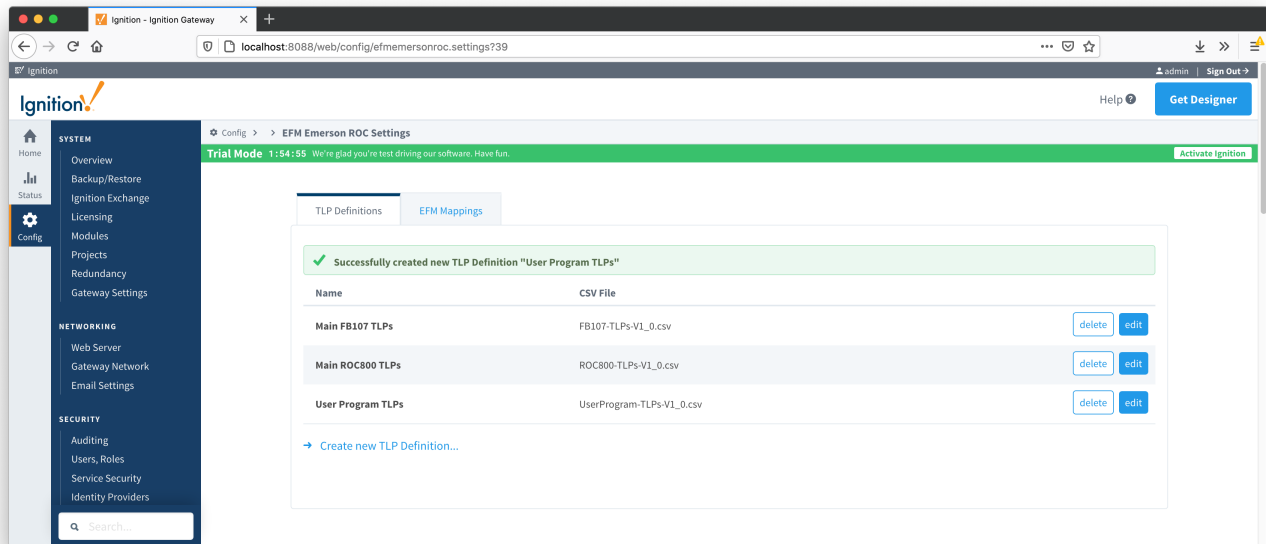 Ignition - Ignition Gateway
localhost:8088/web/config/efmemersonroc.settings?39
Ignition
admin | Sign Out
Ignition!
Help
Get Designer
Config > > EFM Emerson ROC Settings
Trial Mode 1:54:55 We're glad you're test driving our software. Have fun.
Activate Ignition
Home
Status
Config
SYSTEM
Overview
Backup/Restore
Ignition Exchange
Licensing
Modules
Projects
Redundancy
Gateway Settings
NETWORKING
Web Server
Gateway Network
Email Settings
SECURITY
Auditing
Users, Roles
Service Security
Identity Providers
Search...
TLP Definitions EFM Mappings
Successfully created new TLP Definition "User Program TLPs"
Name CSV File
Main FB107 TLPs FB107-TLPs-V1_0.csv delete edit
Main ROC800 TLPs ROC800-TLPs-V1_0.csv delete edit
User Program TLPs UserProgram-TLPs-V1_0.csv delete edit
Create new TLP Definition...